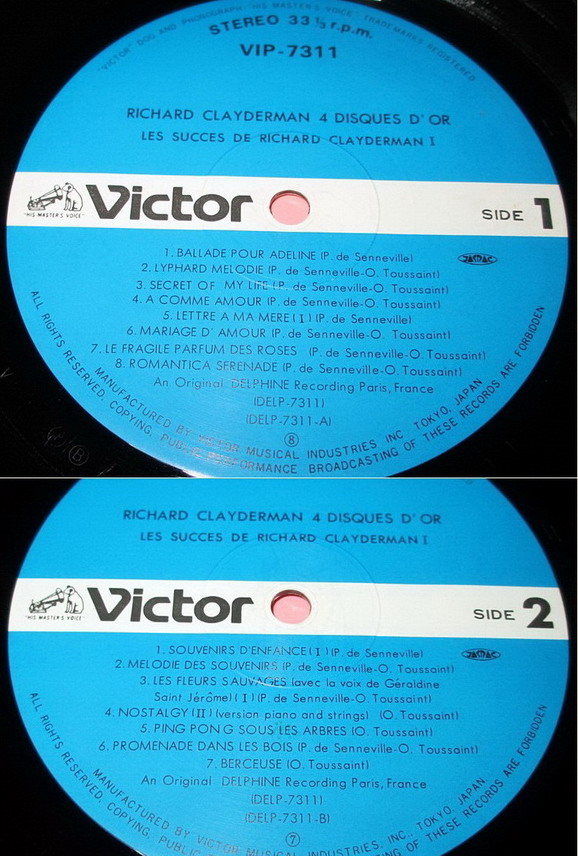 "VICTOR" DOG AND PHONOGRAPH "HIS MASTER'S VOICE" TRADEMARKS REGISTERED
STEREO 33 1/3 r.p.m.
VIP-7311
RICHARD CLAYDERMAN 4 DISQUES D'OR
LES SUCCES DE RICHARD CLAYDERMAN I
"HIS MASTER'S VOICE"
Victor
SIDE 1
1. BALLADE POUR ADELINE (P. de Senneville)
JASRAC
2. LYPHARD MELODIE (P. de Senneville-O. Toussaint)
3. SECRET OF MY LIFE (P. de Senneville-O. Toussaint)
4. A COMME AMOUR (P. de Senneville-O. Toussaint)
5. LETTRE A MA MERE (I) (P. de Senneville)
6. MARIAGE D' AMOUR (P. de Senneville-O. Toussaint)
7. LE FRAGILE PARFUM DES ROSES (P. de Senneville-O. Toussaint)
8. ROMANTICA SERENADE (P. de Senneville-O. Toussaint)
An Original DELPHINE Recording Paris, France
(DELP-7311)
(DELP-7311-A)
8
MANUFACTURED BY VICTOR MUSICAL INDUSTRIES INC. TOKYO, JAPAN
ALL RIGHTS RESERVED. COPYING, PUBLIC PERFORMANCE BROADCASTING OF THESE RECORDS ARE FORBIDDEN
RICHARD CLAYDERMAN 4 DISQUES D'OR
LES SUCCES DE RICHARD CLAYDERMAN I
"HIS MASTER'S VOICE"
Victor
SIDE 2
1. SOUVENIRS D'ENFANCE (I) (P. de Senneville)
JASRAC
2. MELODIE DES SOUVENIRS (P. de Senneville-O. Toussaint)
3. LES FLEURS SAUVAGES (avec la voix de Géraldine
Saint Jérôme) (I) (P. de Senneville-O. Toussaint)
4. NOSTALGY (II) (version piano and strings) (O. Toussaint)
5. PING PONG SOUS LES ARBRES (O. Toussaint)
6. PROMENADE DANS LES BOIS (P. de Senneville-O. Toussaint)
7. BERCEUSE (O. Toussaint)
An Original DELPHINE Recording Paris, France
(DELP-7311)
(DELP-7311-B)
7
MANUFACTURED BY VICTOR MUSICAL INDUSTRIES, INC., TOKYO, JAPAN
ALL RIGHTS RESERVED. COPYING, OF THESE RECORDS ARE FORBIDDEN